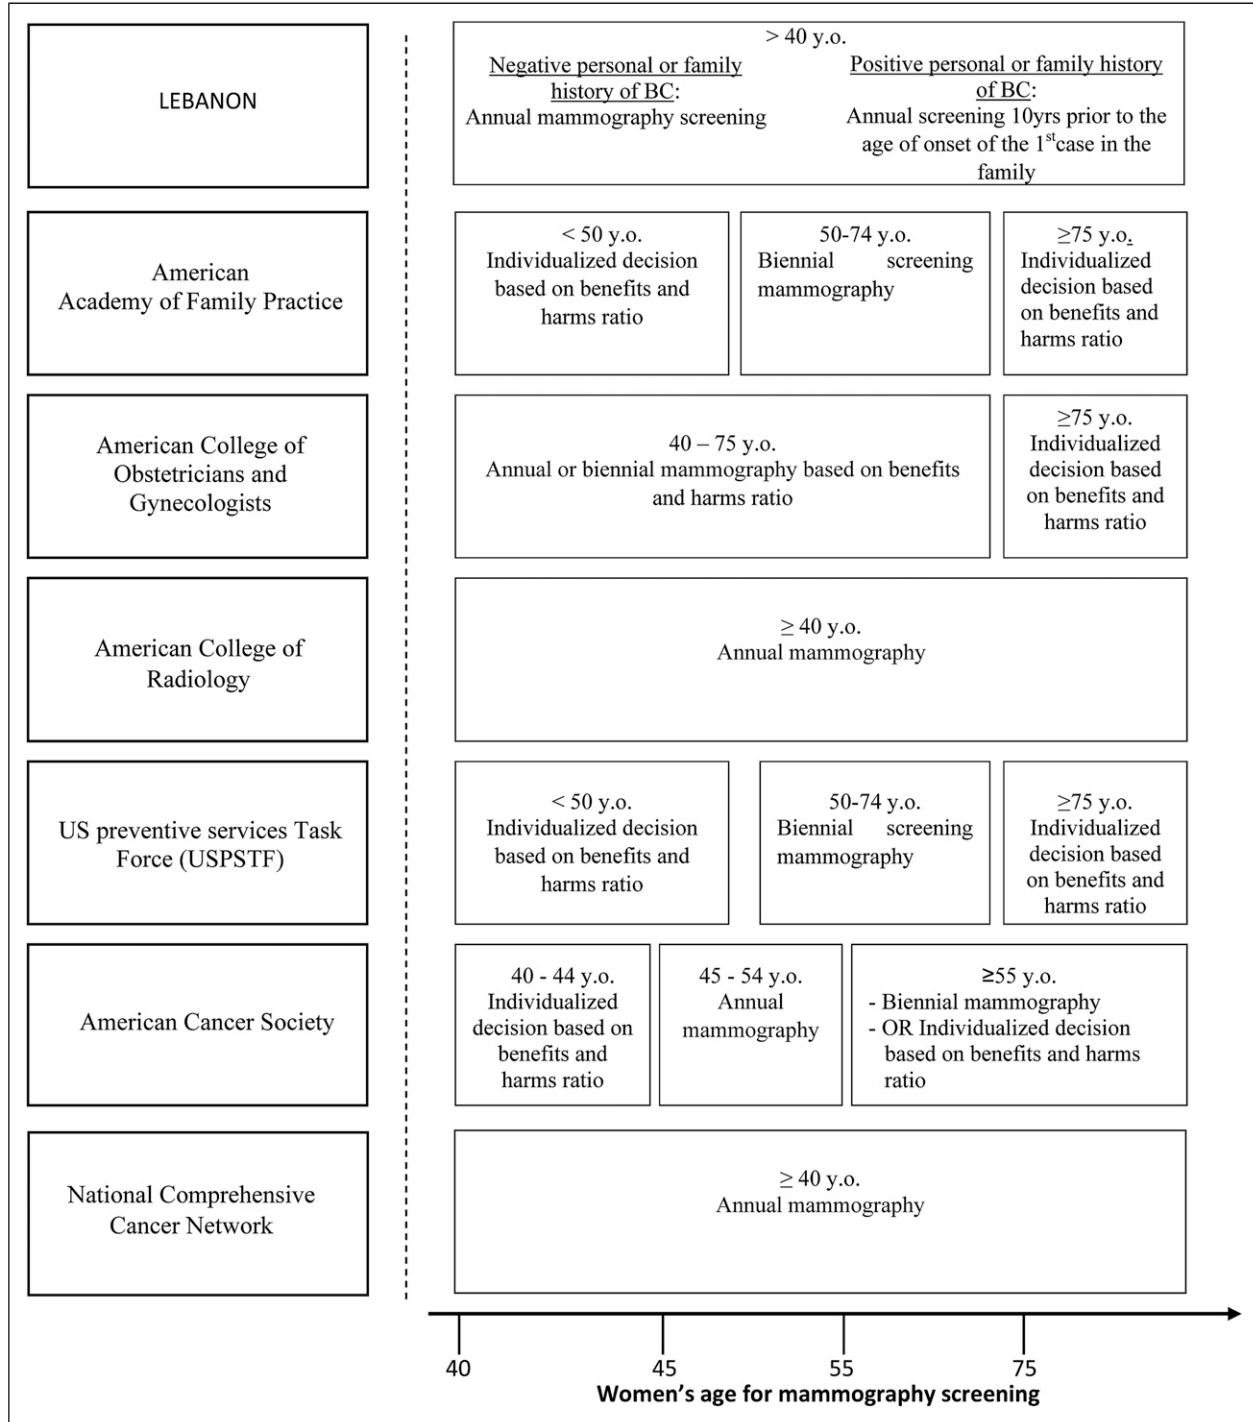 LEBANON
> 40 y.o.
Negative personal or family
history of BC:
Annual mammography screening
Positive personal or family history
of BC:
Annual screening 10yrs prior to the
age of onset of the 1st case in the
family
American
Academy of Family Practice
< 50 y.o.
Individualized decision
based on benefits and
harms ratio
50-74 y.o.
Biennial screening
mammography
≥75 y.o.
Individualized
decision based
on benefits and
harms ratio
American College of
Obstetricians and
Gynecologists
40 – 75 y.o.
Annual or biennial mammography based on benefits
and harms ratio
≥75 y.o.
Individualized
decision based
on benefits and
harms ratio
American College of
Radiology
≥ 40 y.o.
Annual mammography
US preventive services Task
Force (USPSTF)
< 50 y.o.
Individualized decision
based on benefits and
harms ratio
50-74 y.o.
Biennial screening
mammography
≥75 y.o.
Individualized
decision based
on benefits and
harms ratio
American Cancer Society
40 - 44 y.o.
Individualized
decision based on
benefits and
harms ratio
45 - 54 y.o.
Annual
mammography
≥55 y.o.
- Biennial mammography
- OR Individualized decision
based on benefits and harms
ratio
National Comprehensive
Cancer Network
≥ 40 y.o.
Annual mammography
40 45 55 75
Women's age for mammography screening